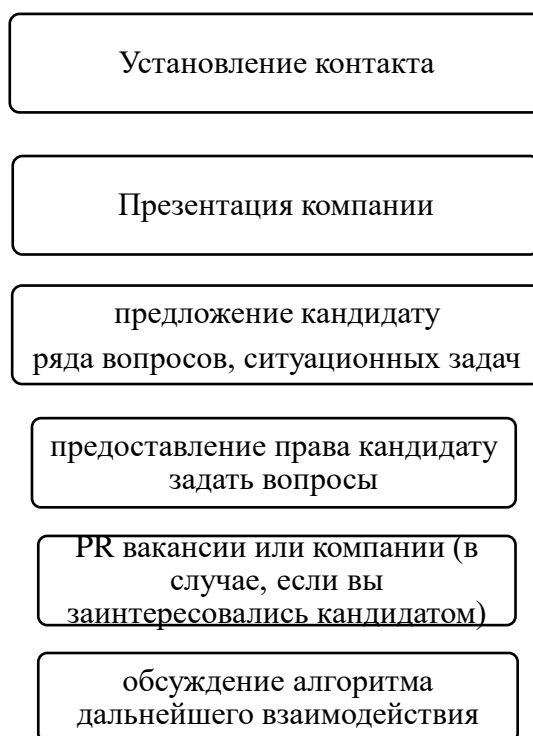 Установление контакта
Презентация компании
предложение кандидату
ряда вопросов, ситуационных задач
предоставление права кандидату
задать вопросы
PR вакансии или компании (в
случае, если вы
заинтересовались кандидатом)
обсуждение алгоритма
дальнейшего взаимодействия